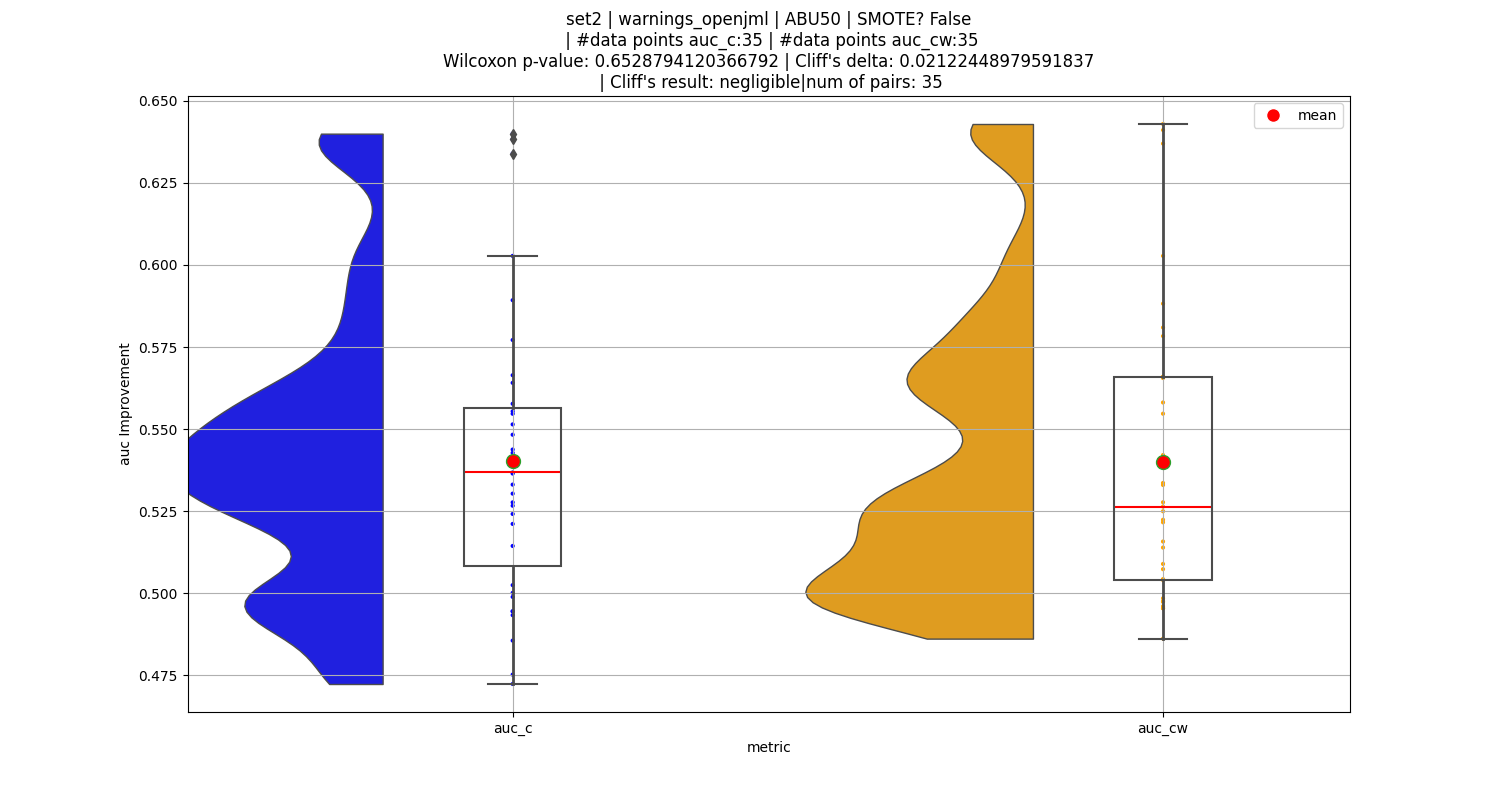 set2 | warnings_openjml | ABU50 | SMOTE? False
| #data points auc_c:35 | #data points auc_cw:35
Wilcoxon p-value: 0.6528794120366792 | Cliff's delta: 0.02122448979591837
| Cliff's result: negligible|num of pairs: 35
mean
0.650
0.625
0.600
0.575
0.550
0.525
0.500
0.475
auc Improvement
auc_c
auc_cw
metric